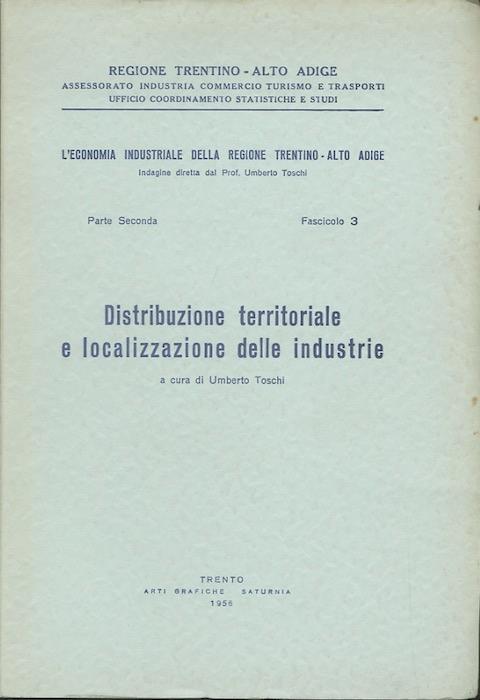 REGIONE TRENTINO - ALTO ADIGE
ASSESSORATO INDUSTRIA COMMERCIO TURISMO E TRASPORTI
UFFICIO COORDINAMENTO STATISTICHE E STUDI
L'ECONOMIA INDUSTRIALE DELLA REGIONE TRENTINO - ALTO ADIGE
Indagine diretta dal Prof. Umberto Toschi
Parte Seconda Fascicolo 3
Distribuzione territoriale
e localizzazione delle industrie
a cura di Umberto Toschi
TRENTO
ARTI GRAFICHE SATURNIA
1956